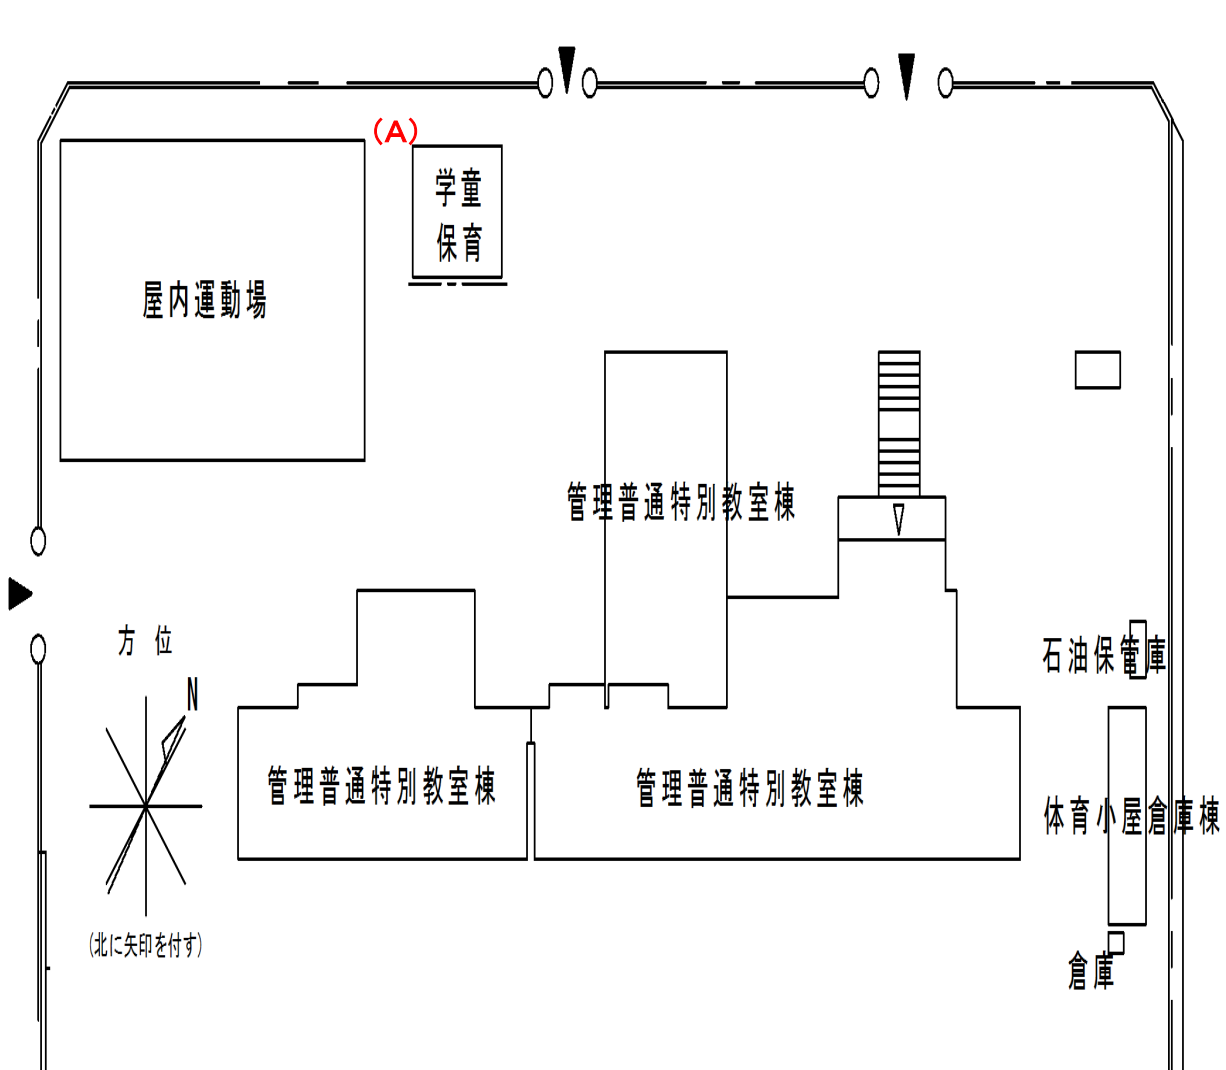 (A)
学童
保育
屋内運動場
管理普通特別教室棟
方位
N
石油保管庫
管理普通特別教室棟
管理普通特別教室棟
体育小屋倉庫棟
(北に矢印を付す)
倉庫